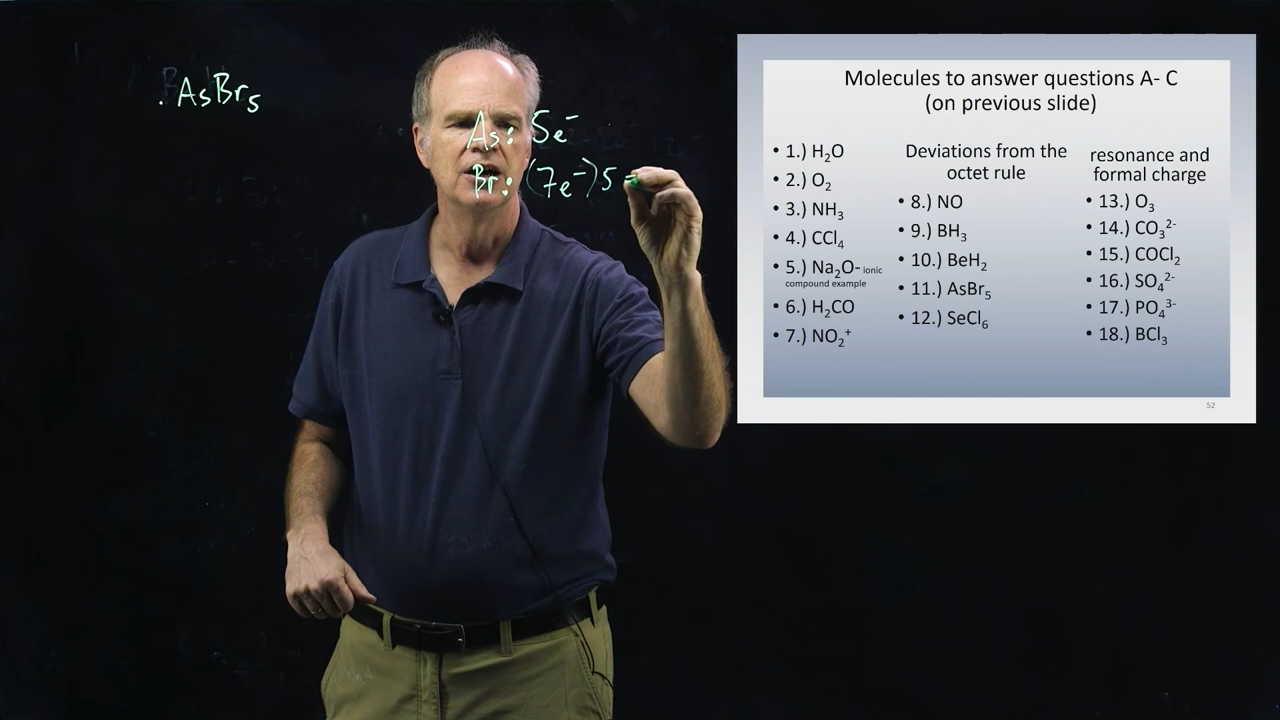 . AsBr₅
As: 5e⁻
Br: (7e⁻)5 =
Molecules to answer questions A- C
(on previous slide)
• 1.) H₂O
• 2.) O₂
• 3.) NH₃
• 4.) CCl₄
• 5.) Na₂O- ionic
compound example
• 6.) H₂CO
• 7.) NO₂⁺
Deviations from the
octet rule
• 8.) NO
• 9.) BH₃
• 10.) BeH₂
• 11.) AsBr₅
• 12.) SeCl₆
resonance and
formal charge
• 13.) O₃
• 14.) CO₃²⁻
• 15.) COCl₂
• 16.) SO₄²⁻
• 17.) PO₄³⁻
• 18.) BCl₃
52